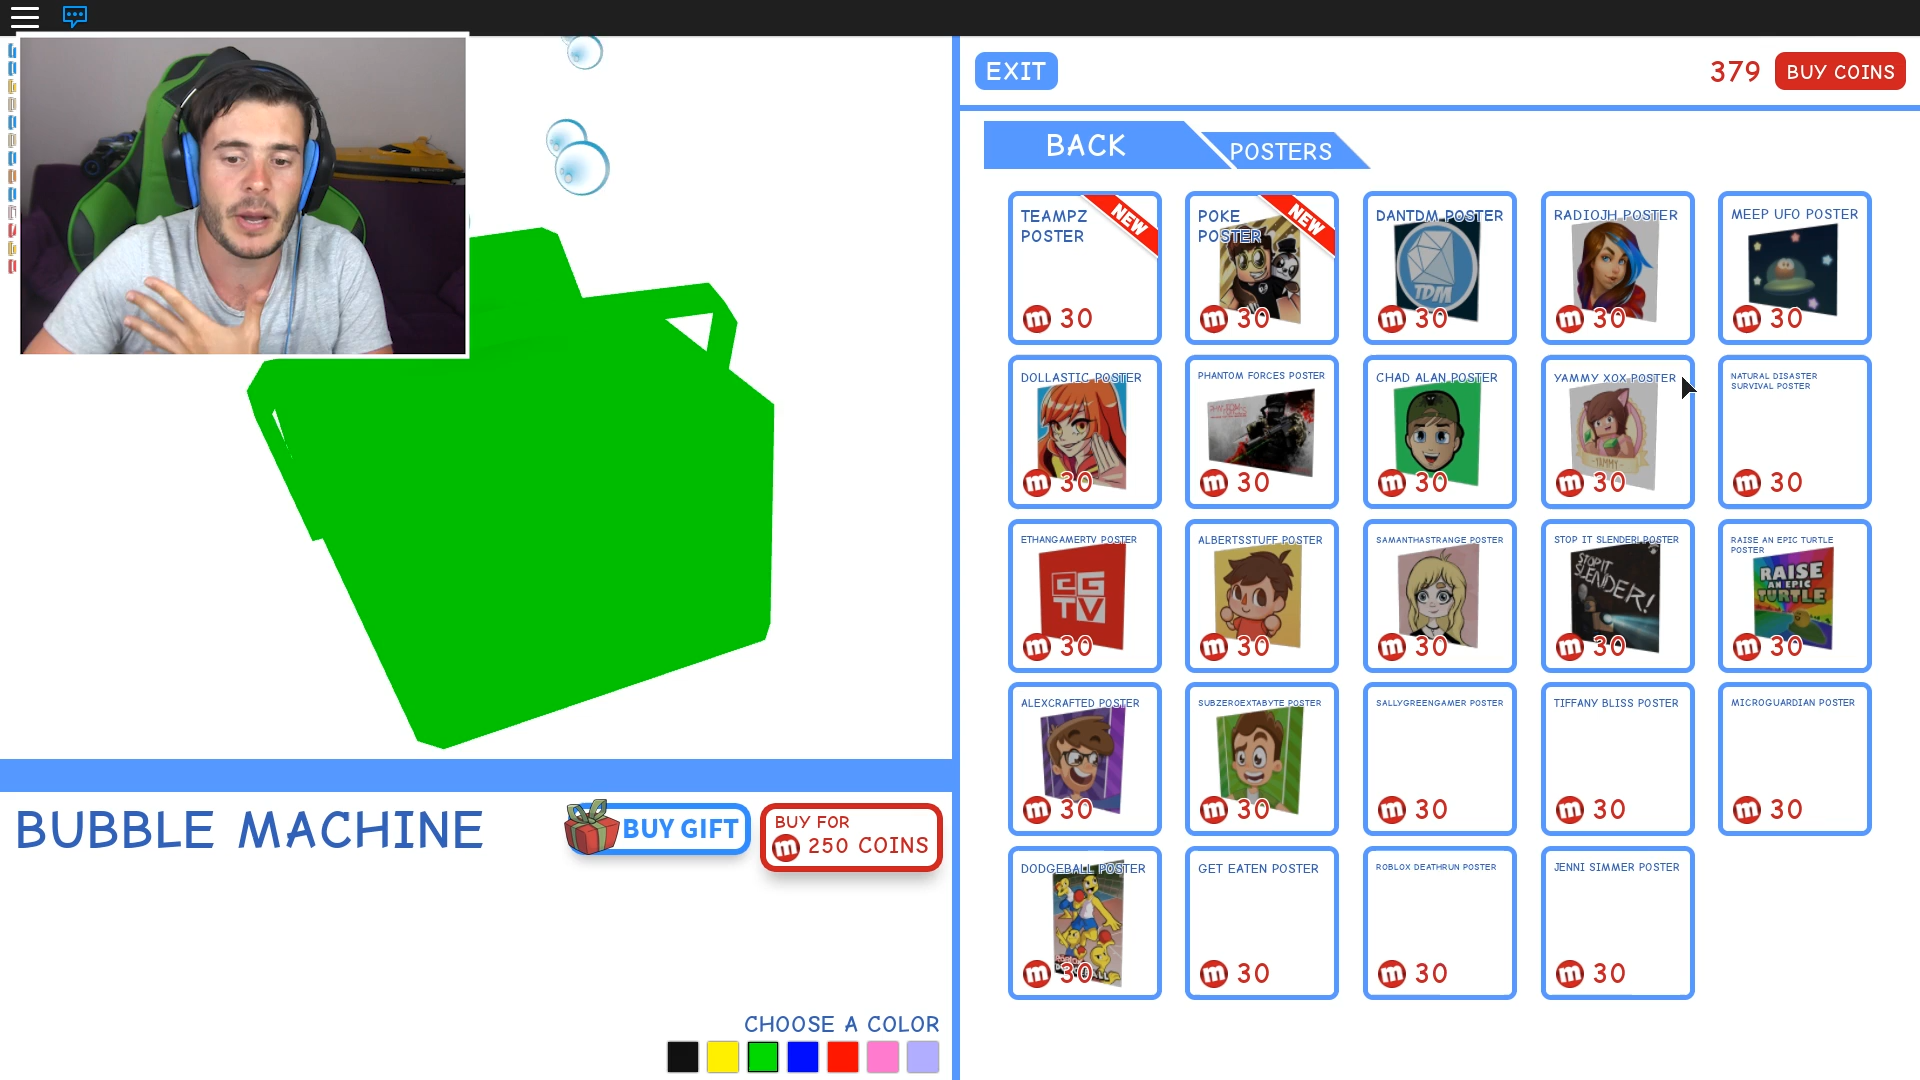 EXIT
379
BUY COINS
BACK
POSTERS
TEAMPZ
POSTER
NEW
30
POKE
POSTER
NEW
30
DANTDM POSTER
TDM
30
RADIOJH POSTER
30
MEEP UFO POSTER
30
DOLLASTIC POSTER
30
PHANTOM FORCES POSTER
30
CHAD ALAN POSTER
30
YAMMY XOX POSTER
YAMMY
30
NATURAL DISASTER
SURVIVAL POSTER
30
ETHANGAMERTV POSTER
EG
TV
30
ALBERTSSTUFF POSTER
30
SAMANTHASTRANGE POSTER
30
STOP IT SLENDER! POSTER
STOP IT
SLENDER!
30
RAISE AN EPIC TURTLE
POSTER
RAISE
AN EPIC
TURTLE
30
ALEXCRAFTED POSTER
30
SUBZEROEXTABYTE POSTER
30
SALLYGREENGAMER POSTER
30
TIFFANY BLISS POSTER
30
MICROGUARDIAN POSTER
30
DODGEBALL POSTER
30
GET EATEN POSTER
30
ROBLOX DEATHRUN POSTER
30
JENNI SIMMER POSTER
30
BUBBLE MACHINE
BUY GIFT
BUY FOR
m 250 COINS
CHOOSE A COLOR